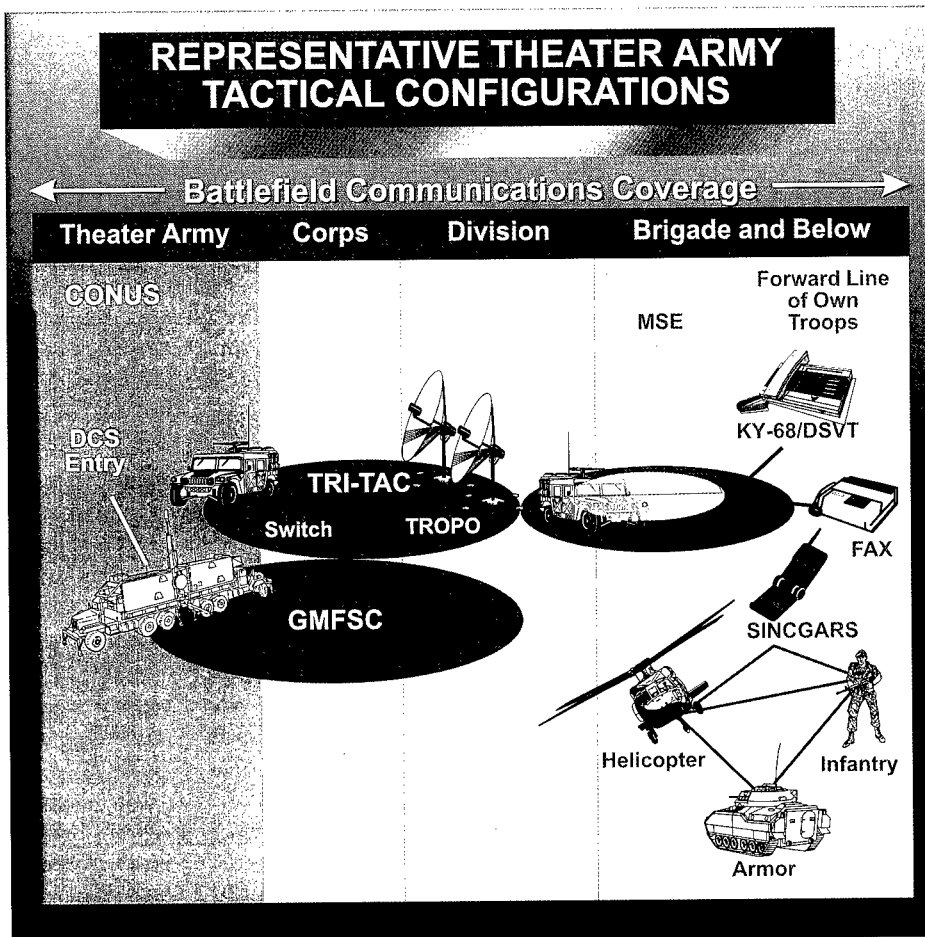 REPRESENTATIVE THEATER ARMY
TACTICAL CONFIGURATIONS
Battlefield Communications Coverage
Theater Army Corps Division Brigade and Below
CONUS
MSE
Forward Line
of Own
Troops
KY-68/DSVT
DCS
Entry
TRI-TAC
Switch
TROPO
FAX
SINCGARS
GMFSC
Helicopter
Infantry
Armor